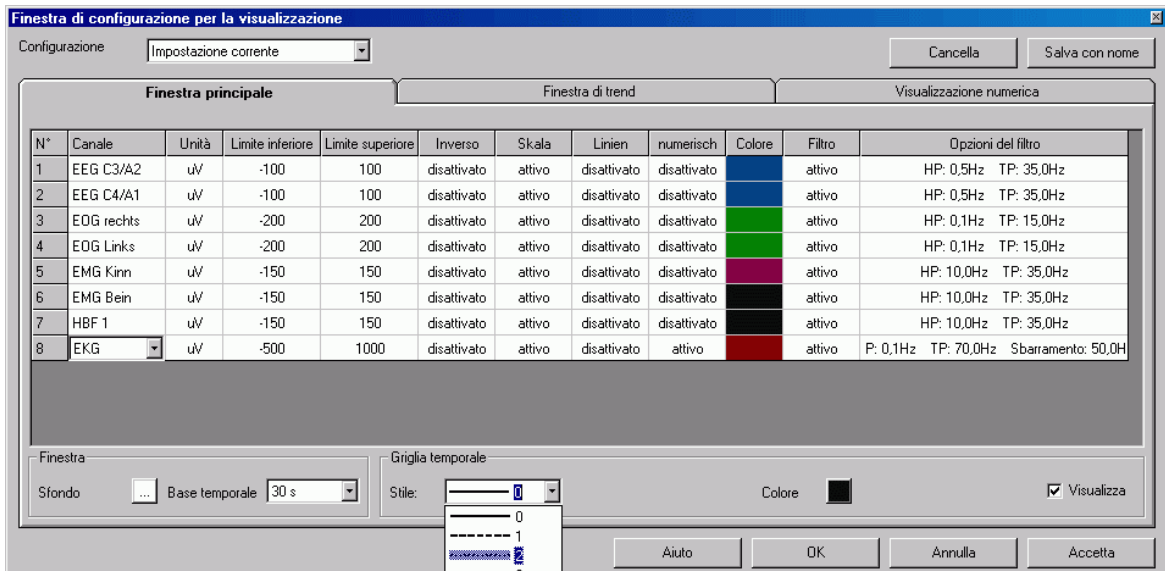 Finestra di configurazione per la visualizzazione
Configurazione Impostazione corrente Cancella Salva con nome
Finestra principale Finestra di trend Visualizzazione numerica
N° Canale Unità Limite inferiore Limite superiore Inverso Skala Linien numerisch Colore Filtro Opzioni del filtro
1 EEG C3/A2 uV -100 100 disattivato attivo disattivato disattivato attivo HP: 0,5Hz TP: 35,0Hz
2 EEG C4/A1 uV -100 100 disattivato attivo disattivato disattivato attivo HP: 0,5Hz TP: 35,0Hz
3 EOG rechts uV -200 200 disattivato attivo disattivato disattivato attivo HP: 0,1Hz TP: 15,0Hz
4 EOG Links uV -200 200 disattivato attivo disattivato disattivato attivo HP: 0,1Hz TP: 15,0Hz
5 EMG Kinn uV -150 150 disattivato attivo disattivato disattivato attivo HP: 10,0Hz TP: 35,0Hz
6 EMG Bein uV -150 150 disattivato attivo disattivato disattivato attivo HP: 10,0Hz TP: 35,0Hz
7 HBF 1 uV -150 150 disattivato attivo disattivato disattivato attivo HP: 10,0Hz TP: 35,0Hz
8 EKG uV -500 1000 disattivato attivo disattivato attivo attivo P: 0,1Hz TP: 70,0Hz Sbarramento: 50,0H
Finestra Griglia temporale
Sfondo ... Base temporale 30 s Stile: 0 Colore Visualizza
0
1
2
Aiuto OK Annulla Accetta